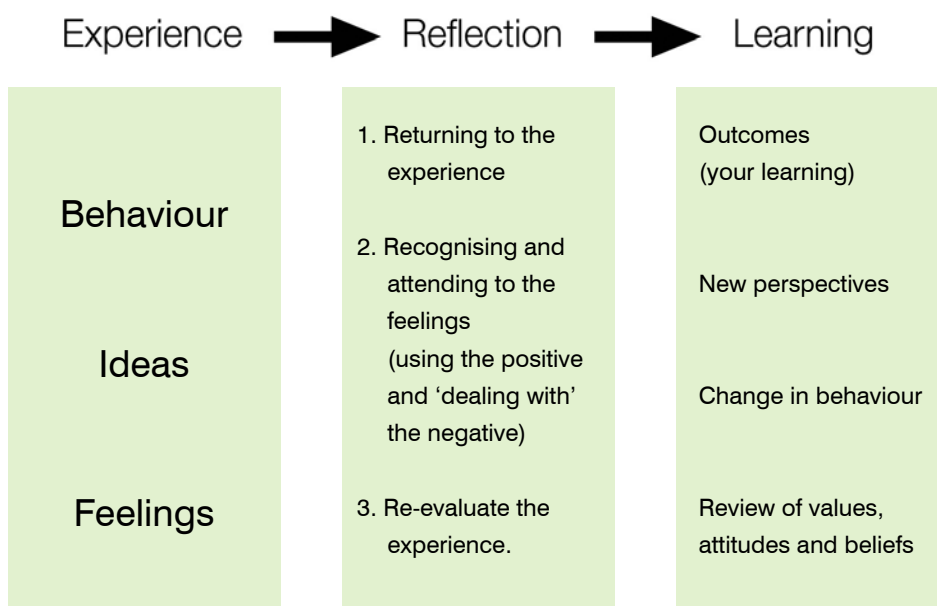 Experience Reflection Learning
Behaviour
Ideas
Feelings
1. Returning to the
experience
2. Recognising and
attending to the
feelings
(using the positive
and ‘dealing with’
the negative)
3. Re-evaluate the
experience.
Outcomes
(your learning)
New perspectives
Change in behaviour
Review of values,
attitudes and beliefs